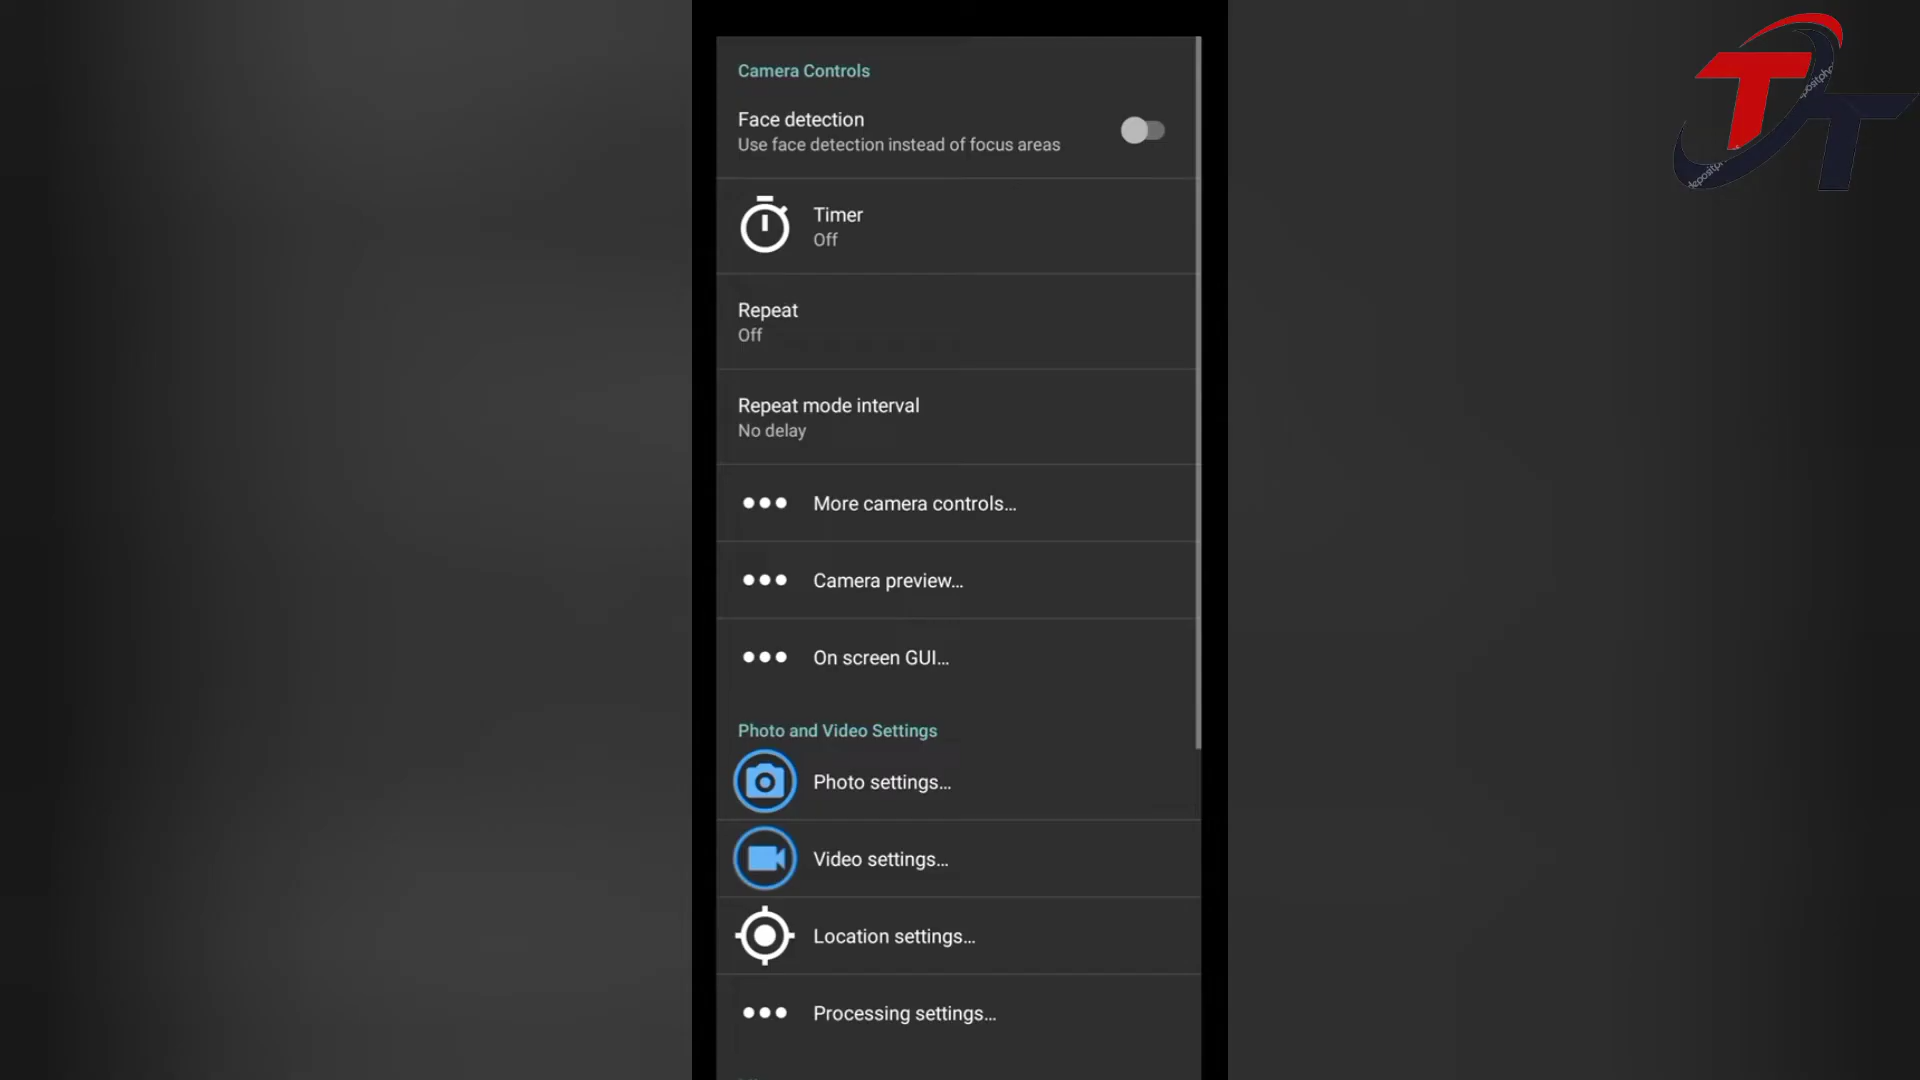 Camera Controls
Face detection
Use face detection instead of focus areas
Timer
Off
Repeat
Off
Repeat mode interval
No delay
More camera controls...
Camera preview...
On screen GUI...
Photo and Video Settings
Photo settings...
Video settings...
Location settings...
Processing settings...
TT